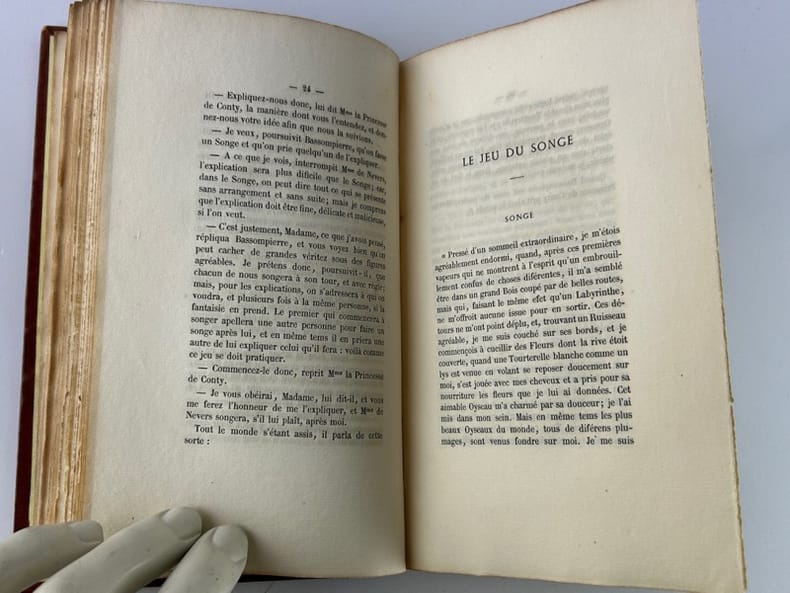 — 24 —
— Expliquez-nous donc, lui dit Mme la Princesse
de Conty, la manière dont vous l'entendez, et don-
nez-nous votre idée afin que nous la suivions.
— Je veux, poursuivit Bassompierre, qu'on fasse
un Songe et qu'on prie quelqu'un de l'expliquer.
— A ce que je vois, interrompit Mme de Nevers,
l'explication sera plus dificile que le Songe; car,
dans le Songe, on peut dire tout ce qui se présente
sans arrangement et sans suite; mais je comprens
que l'explication doit être fine, délicate et malicieuse,
si l'on veut.
— C'est justement, Madame, ce que j'avois pensé,
répliqua Bassompierre, et vous voyez bien qu'on
peut cacher de grandes véritez sous des figures
agréables. Je prétens donc, poursuivit-il, que
chacun de nous songera à son tour, et avec règle;
mais, pour les explications, on s'adressera à qui on
voudra, et plusieurs fois à la même personne, si la
fantaisie en prend. Le premier qui commencera à
songer apellera une autre personne pour faire un
songe après lui, et en même tems il en priera une
autre de lui expliquer celui qu'il fera : voilà comme
ce jeu se doit pratiquer.
— Commencez-le donc, reprit Mme la Princesse
de Conty.
— Je vous obéirai, Madame, lui dit-il, et vous
me ferez l'honneur de me l'expliquer, et Mme de
Nevers songera, s'il lui plaît, après moi.
Tout le monde s'étant assis, il parla de cette
sorte :
LE JEU DU SONGE
SONGE
« Pressé d'un sommeil extraordinaire, je m'étois
agréablement endormi, quand, après ces premières
vapeurs qui ne montrent à l'esprit qu'un embrouil-
lement confus de choses diférentes, il m'a semblé
être dans un grand Bois coupé par de belles routes,
mais qui, faisant le même éfet qu'un Labyrinthe,
ne m'offroit aucune issue pour en sortir. Ces dé-
tours ne m'ont point déplu, et, trouvant un Ruisseau
agréable, je me suis couché sur ses bords, et je
commençois à cueillir des Fleurs dont la rive étoit
couverte, quand une Tourterelle blanche comme un
lys est venue en volant se reposer doucement sur
moi, s'est jouée avec mes cheveux et a pris pour sa
nourriture les fleurs que je lui ai données. Cet
aimable Oyseau m'a charmé par sa douceur; je l'ai
mis dans mon sein. Mais en même tems les plus
beaux Oyseaux du monde, tous de diférens plu-
mages, sont venus fondre sur moi. Je me suis